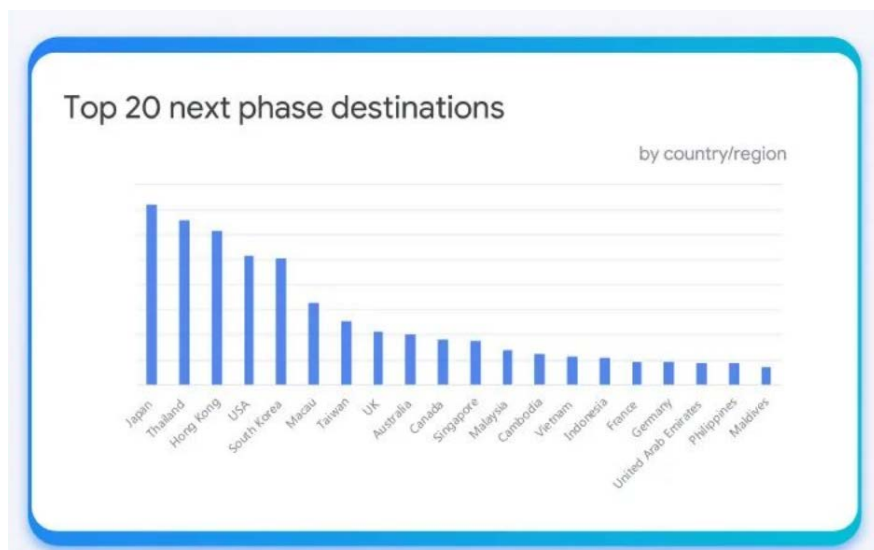 Top 20 next phase destinations
by country/region
Japan
Thailand
Hong Kong
USA
South Korea
Macau
Taiwan
UK
Australia
Canada
Singapore
Malaysia
Cambodia
Vietnam
Indonesia
France
Germany
United Arab Emirates
Philippines
Maldives